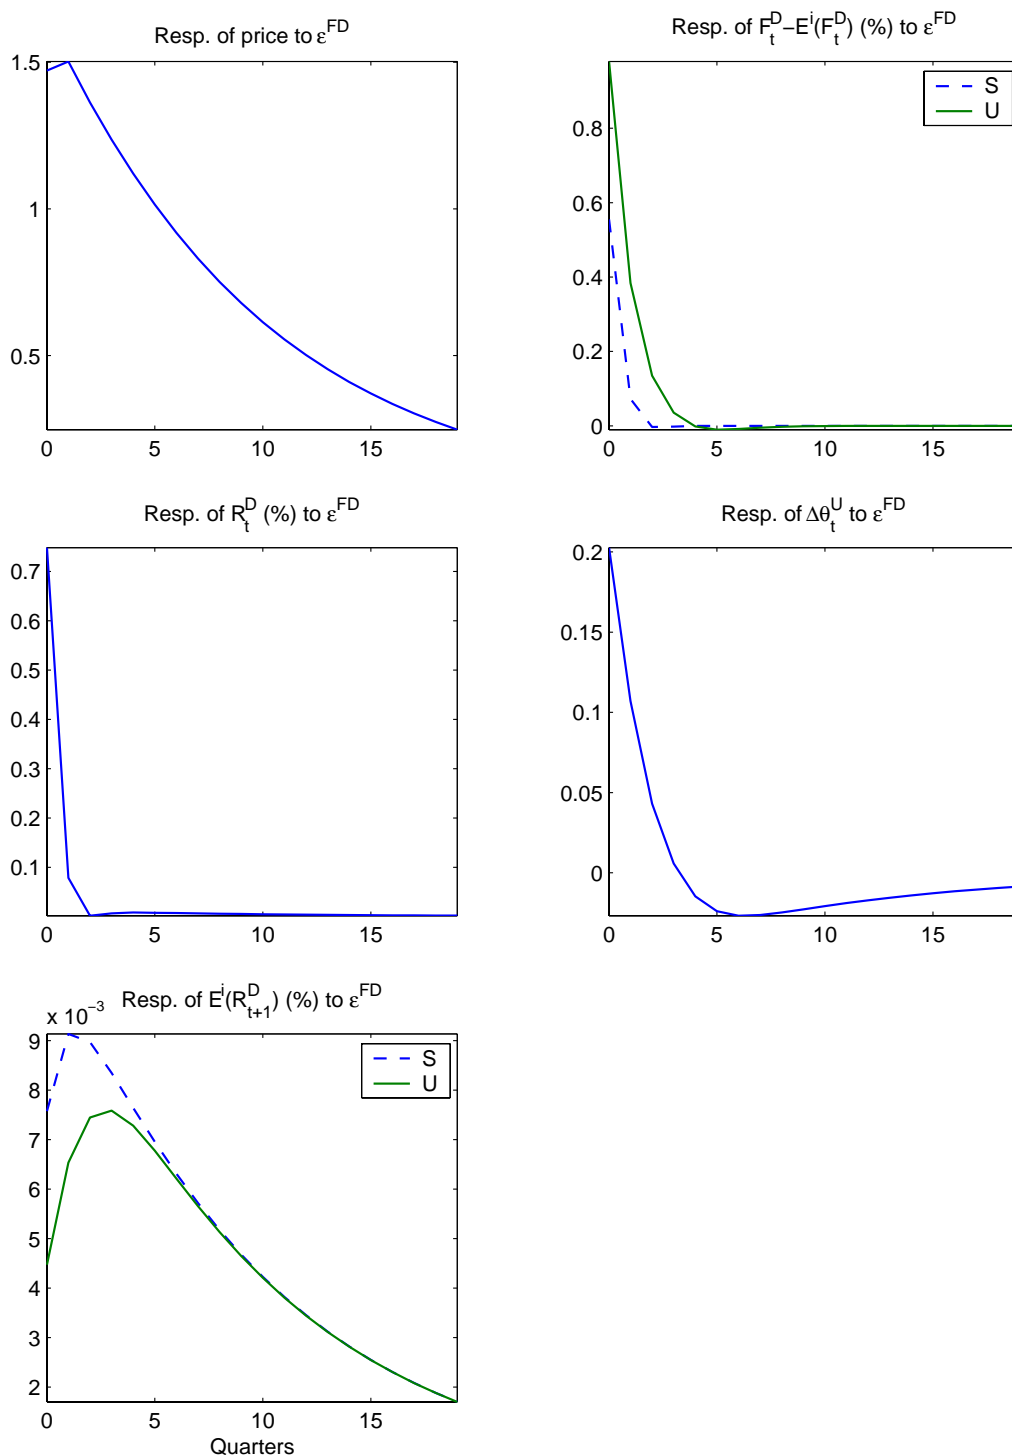 Resp. of price to ε^FD
1.5
1
0.5
0 5 10 15
Resp. of F_t^D−E^i(F_t^D) (%) to ε^FD
S
U
0.8
0.6
0.4
0.2
0
0 5 10 15
Resp. of R_t^D (%) to ε^FD
0.7
0.6
0.5
0.4
0.3
0.2
0.1
0 5 10 15
Resp. of Δθ_t^U to ε^FD
0.2
0.15
0.1
0.05
0
0 5 10 15
Resp. of E^i(R_{t+1}^D) (%) to ε^FD
x 10^−3
S
U
9
8
7
6
5
4
3
2
0 5 10 15
Quarters